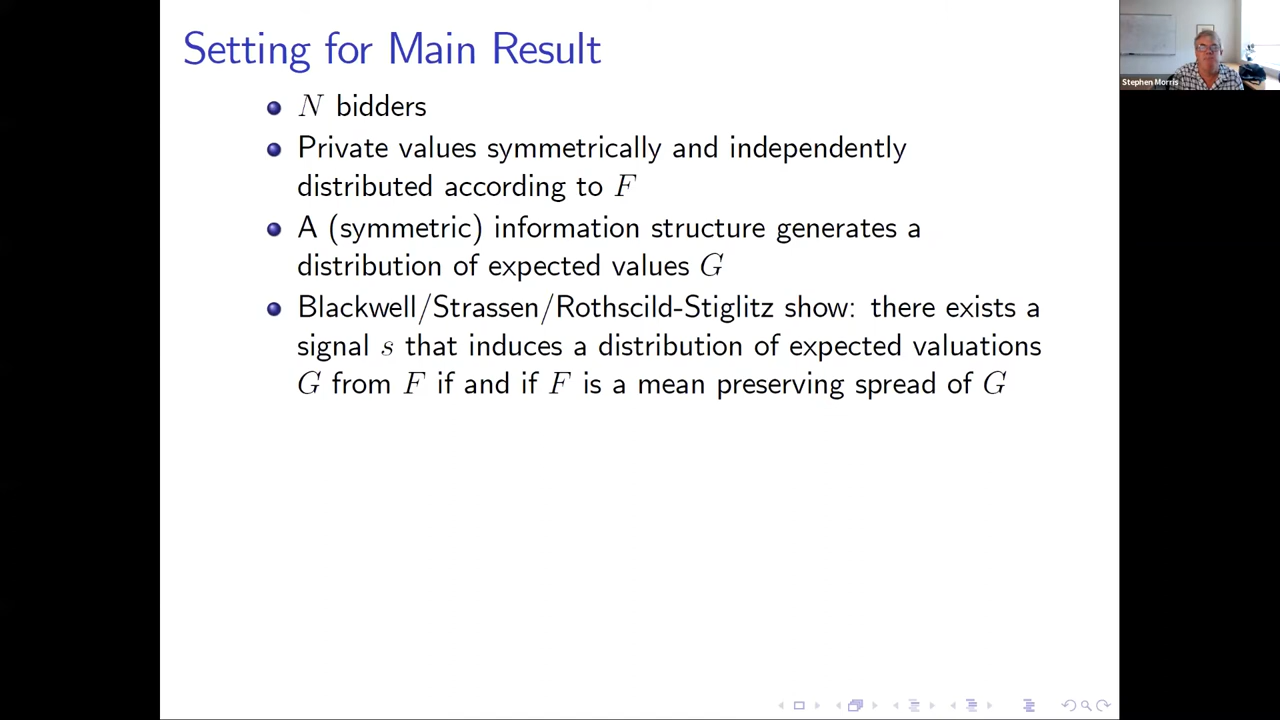 Setting for Main Result
N bidders
Private values symmetrically and independently
distributed according to F
A (symmetric) information structure generates a
distribution of expected values G
Blackwell/Strassen/Rothscild-Stiglitz show: there exists a
signal s that induces a distribution of expected valuations
G from F if and if F is a mean preserving spread of G
Stephen Morris